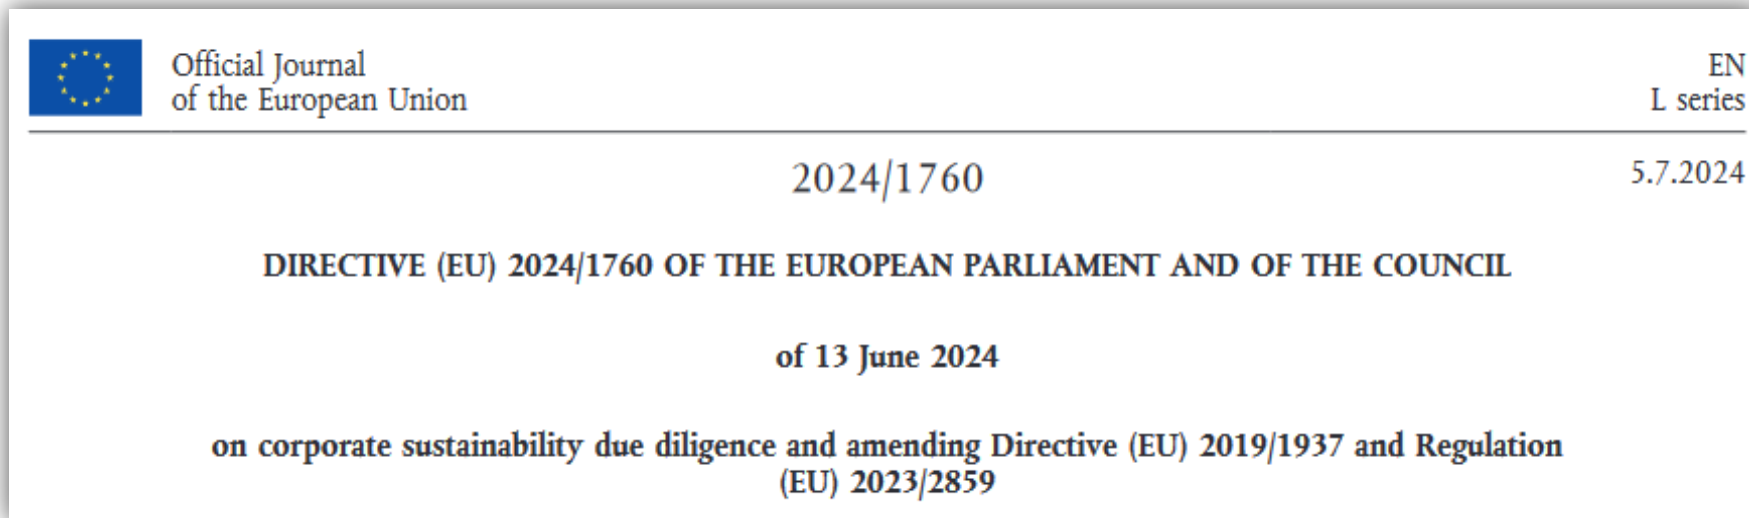 Official Journal
of the European Union
EN
L series
2024/1760
5.7.2024
DIRECTIVE (EU) 2024/1760 OF THE EUROPEAN PARLIAMENT AND OF THE COUNCIL
of 13 June 2024
on corporate sustainability due diligence and amending Directive (EU) 2019/1937 and Regulation
(EU) 2023/2859